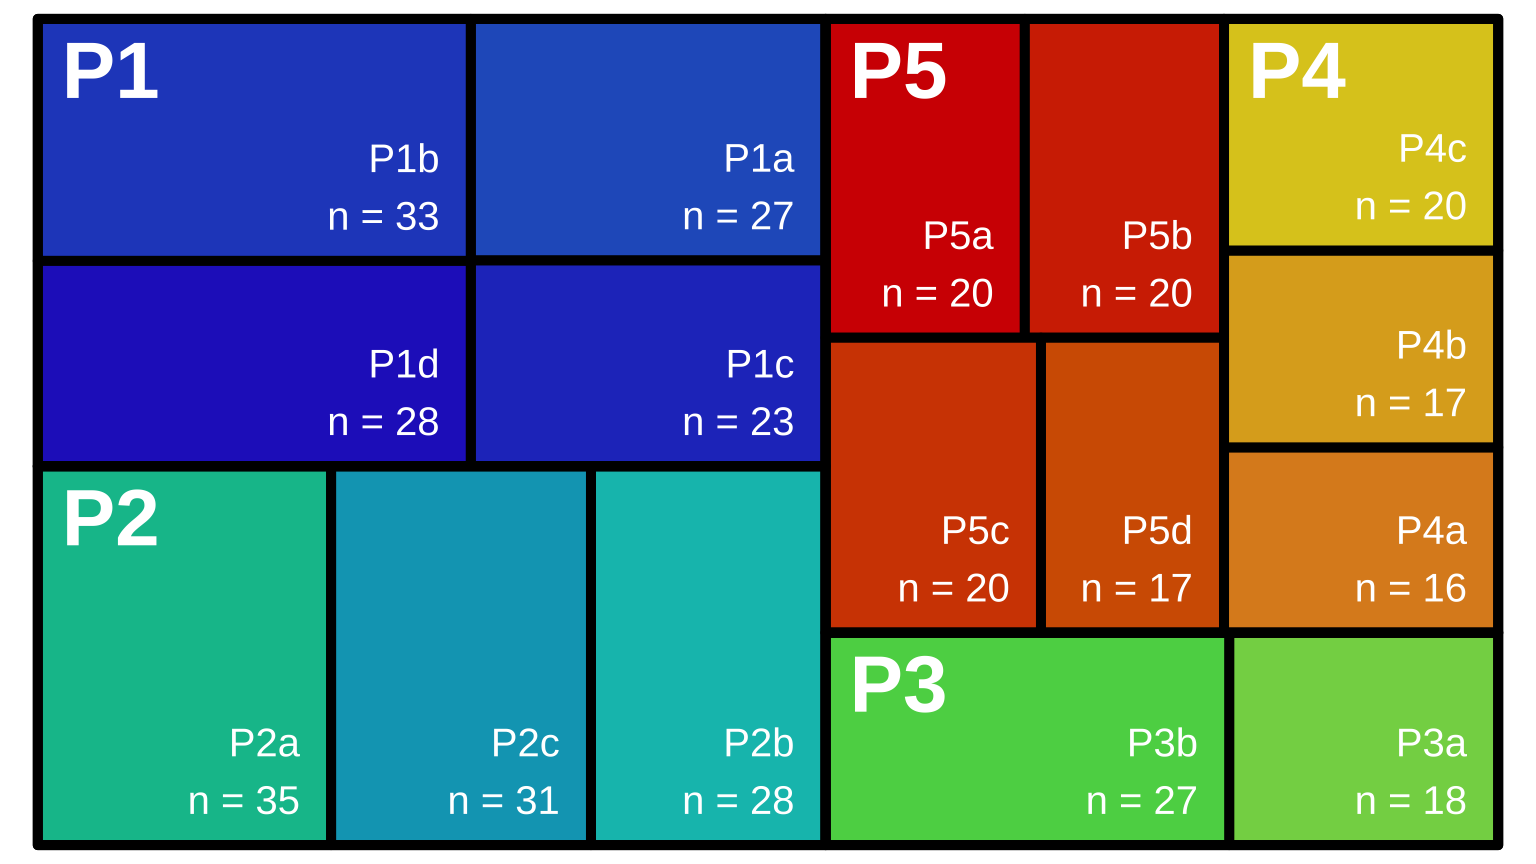 P1
P1b
n = 33
P1a
n = 27
P1d
n = 28
P1c
n = 23
P2
P2a
n = 35
P2c
n = 31
P2b
n = 28
P5
P5a
n = 20
P5b
n = 20
P5c
n = 20
P5d
n = 17
P4
P4c
n = 20
P4b
n = 17
P4a
n = 16
P3
P3b
n = 27
P3a
n = 18